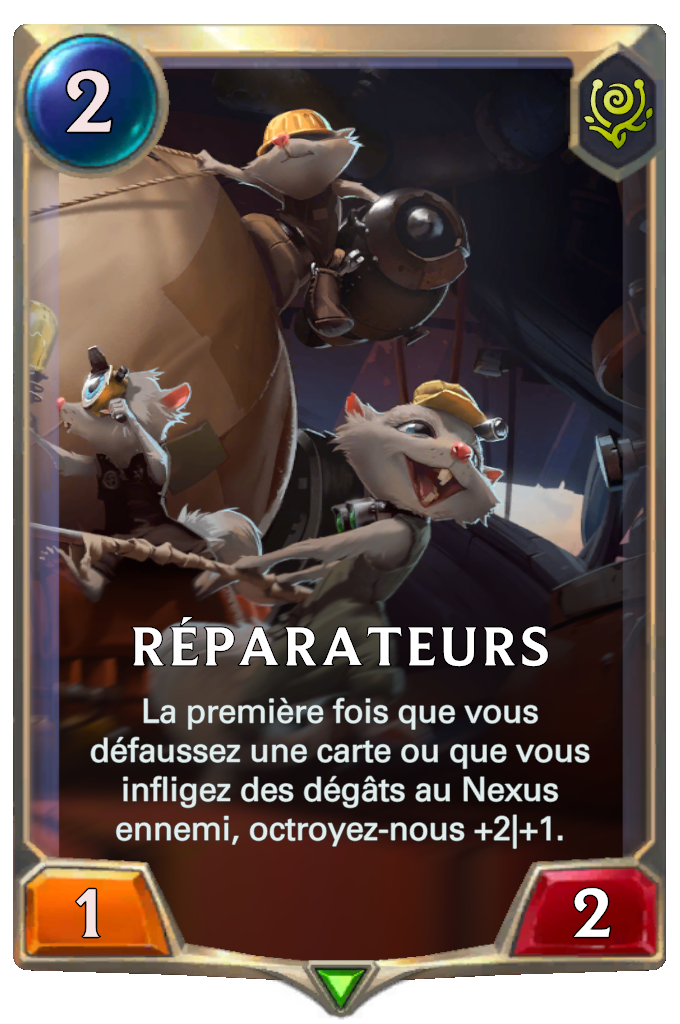 2
RÉPARATEURS
La première fois que vous
défaussez une carte ou que vous
infligez des dégâts au Nexus
ennemi, octroyez-nous +2|+1.
1
2